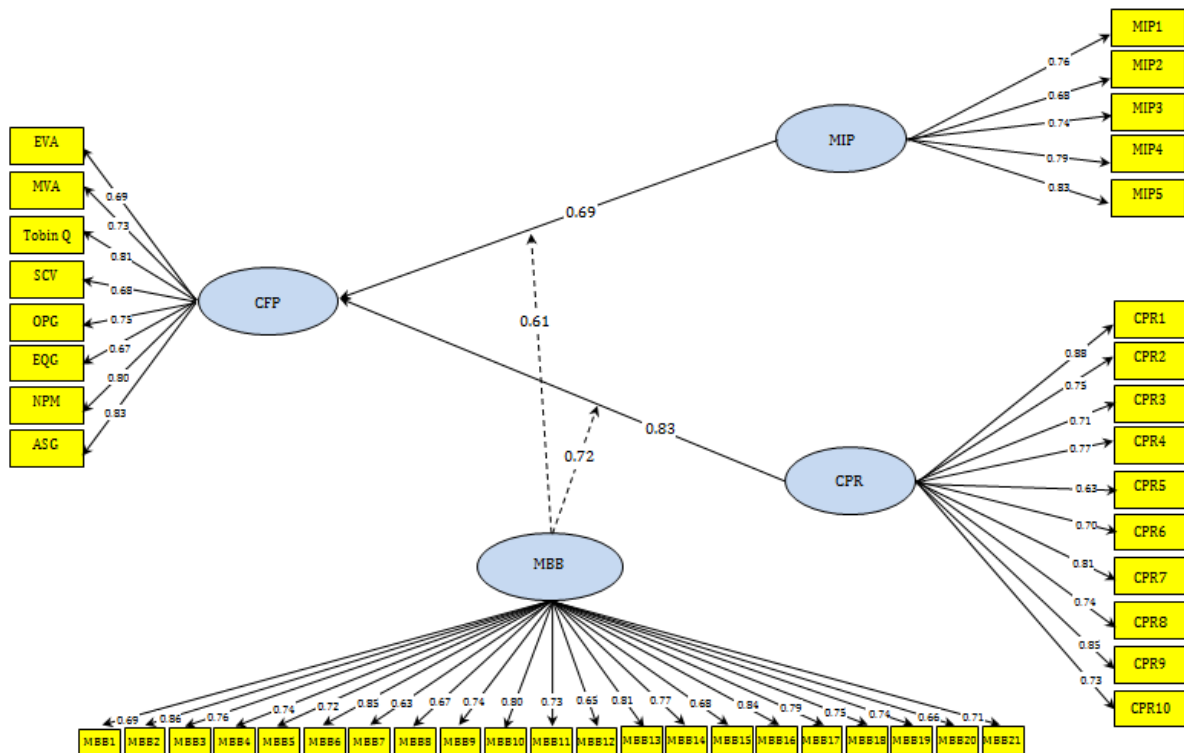 MIP1
0.76
MIP2
0.68
MIP3
0.74
MIP
MIP4
0.79
MIP5
0.83
EVA
0.69
MVA
0.73
Tobin Q
0.81
SCV
0.68
CFP
OPG
0.75
EQG
0.67
NPM
0.80
ASG
0.83
0.69
0.61
0.83
0.72
CPR1
0.88
CPR2
0.75
CPR3
0.71
CPR4
0.77
CPR
CPR5
0.63
CPR6
0.70
CPR7
0.81
CPR8
0.74
CPR9
0.85
CPR10
0.73
MBB
0.69 0.86 0.76 0.74 0.72 0.85 0.63 0.67 0.74 0.80 0.73 0.65 0.81 0.77 0.68 0.84 0.79 0.75 0.74 0.66 0.71
MBB1 MBB2 MBB3 MBB4 MBB5 MBB6 MBB7 MBB8 MBB9 MBB10 MBB11 MBB12 MBB13 MBB14 MBB15 MBB16 MBB17 MBB18 MBB19 MBB20 MBB21